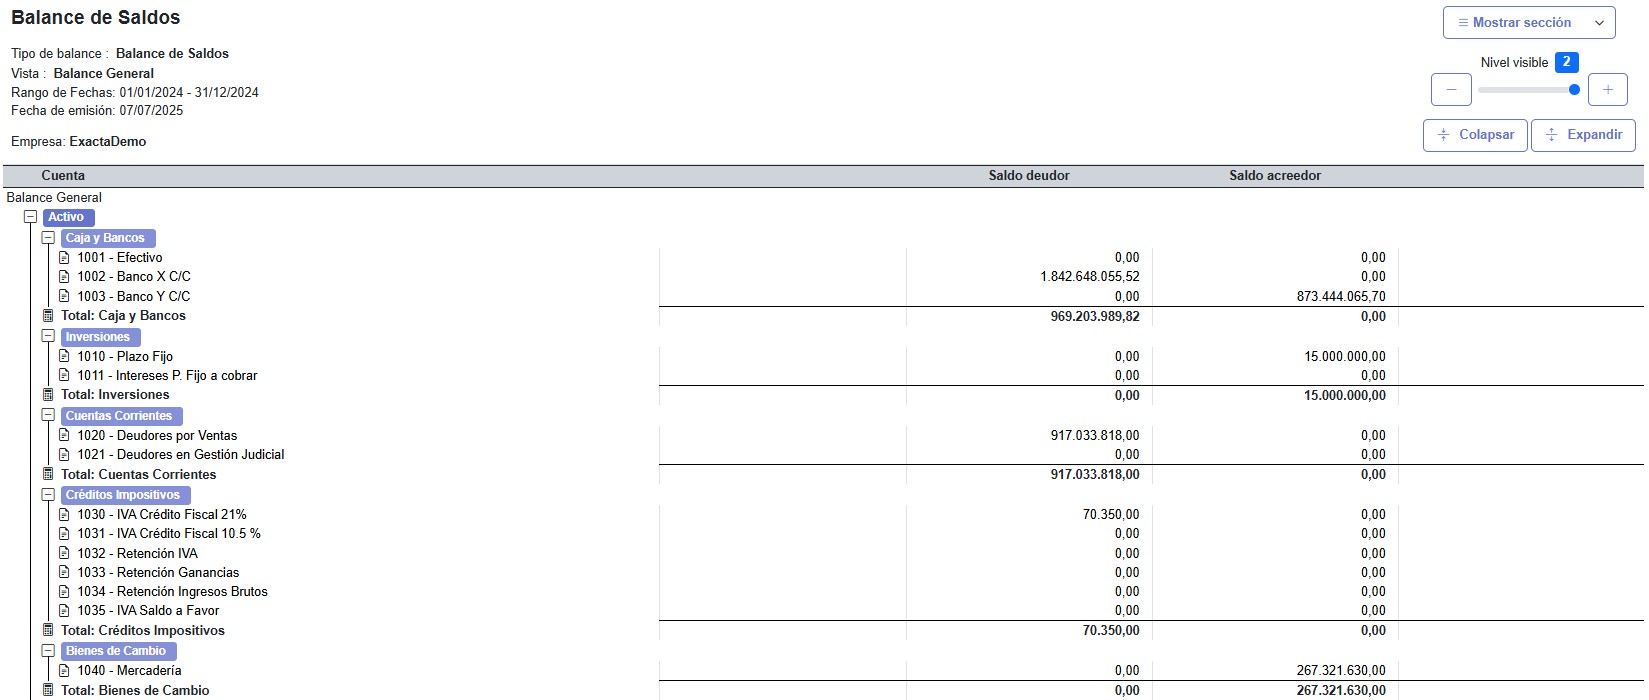 Balance de Saldos
Mostrar sección
Tipo de balance : Balance de Saldos
Vista : Balance General
Rango de Fechas: 01/01/2024 - 31/12/2024
Fecha de emisión: 07/07/2025
Nivel visible 2
Empresa: ExactaDemo
Colapsar Expandir
Cuenta Saldo deudor Saldo acreedor
Balance General
Activo
Caja y Bancos
1001 - Efectivo 0,00 0,00
1002 - Banco X C/C 1.842.648.055,52 0,00
1003 - Banco Y C/C 0,00 873.444.065,70
Total: Caja y Bancos 969.203.989,82 0,00
Inversiones
1010 - Plazo Fijo 0,00 15.000.000,00
1011 - Intereses P. Fijo a cobrar 0,00 0,00
Total: Inversiones 0,00 15.000.000,00
Cuentas Corrientes
1020 - Deudores por Ventas 917.033.818,00 0,00
1021 - Deudores en Gestión Judicial 0,00 0,00
Total: Cuentas Corrientes 917.033.818,00 0,00
Créditos Impositivos
1030 - IVA Crédito Fiscal 21% 70.350,00 0,00
1031 - IVA Crédito Fiscal 10.5 % 0,00 0,00
1032 - Retención IVA 0,00 0,00
1033 - Retención Ganancias 0,00 0,00
1034 - Retención Ingresos Brutos 0,00 0,00
1035 - IVA Saldo a Favor 0,00 0,00
Total: Créditos Impositivos 70.350,00 0,00
Bienes de Cambio
1040 - Mercadería 0,00 267.321.630,00
Total: Bienes de Cambio 0,00 267.321.630,00